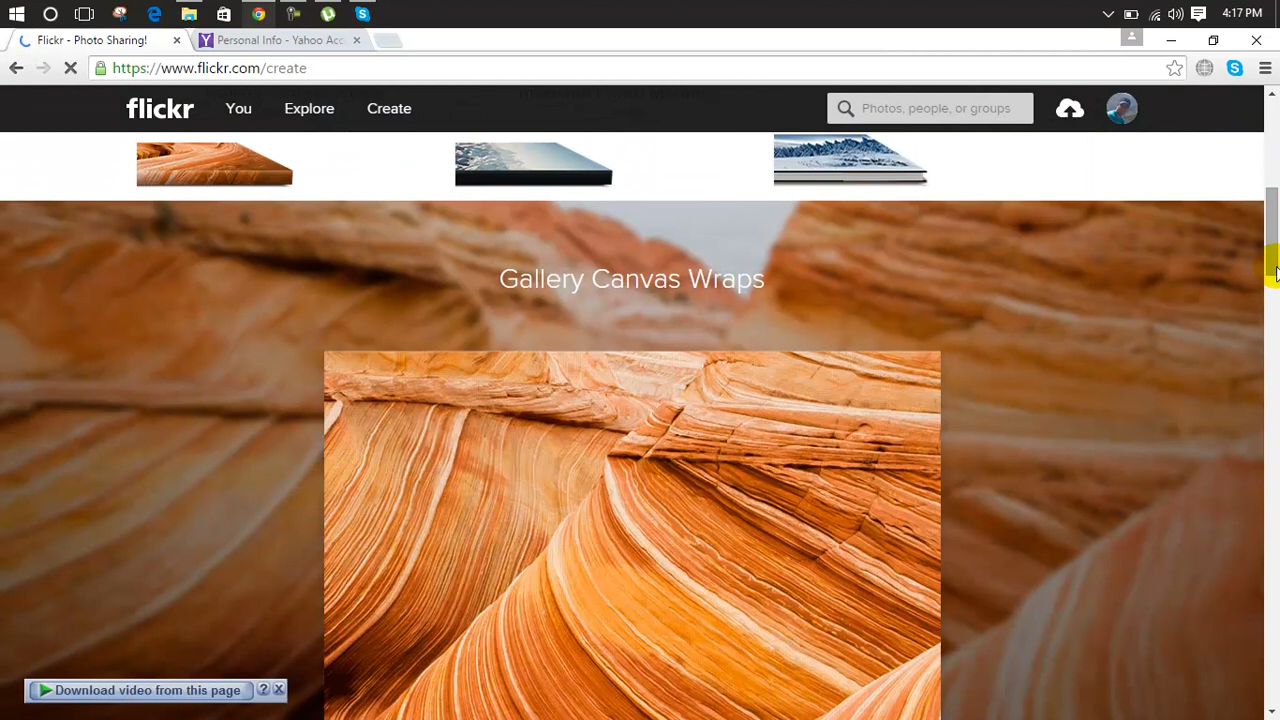 4:17 PM
Flickr - Photo Sharing!
Personal Info - Yahoo Acc
https://www.flickr.com/create
flickr
You
Explore
Create
Photos, people, or groups
Gallery Canvas Wraps
Download video from this page
?
X